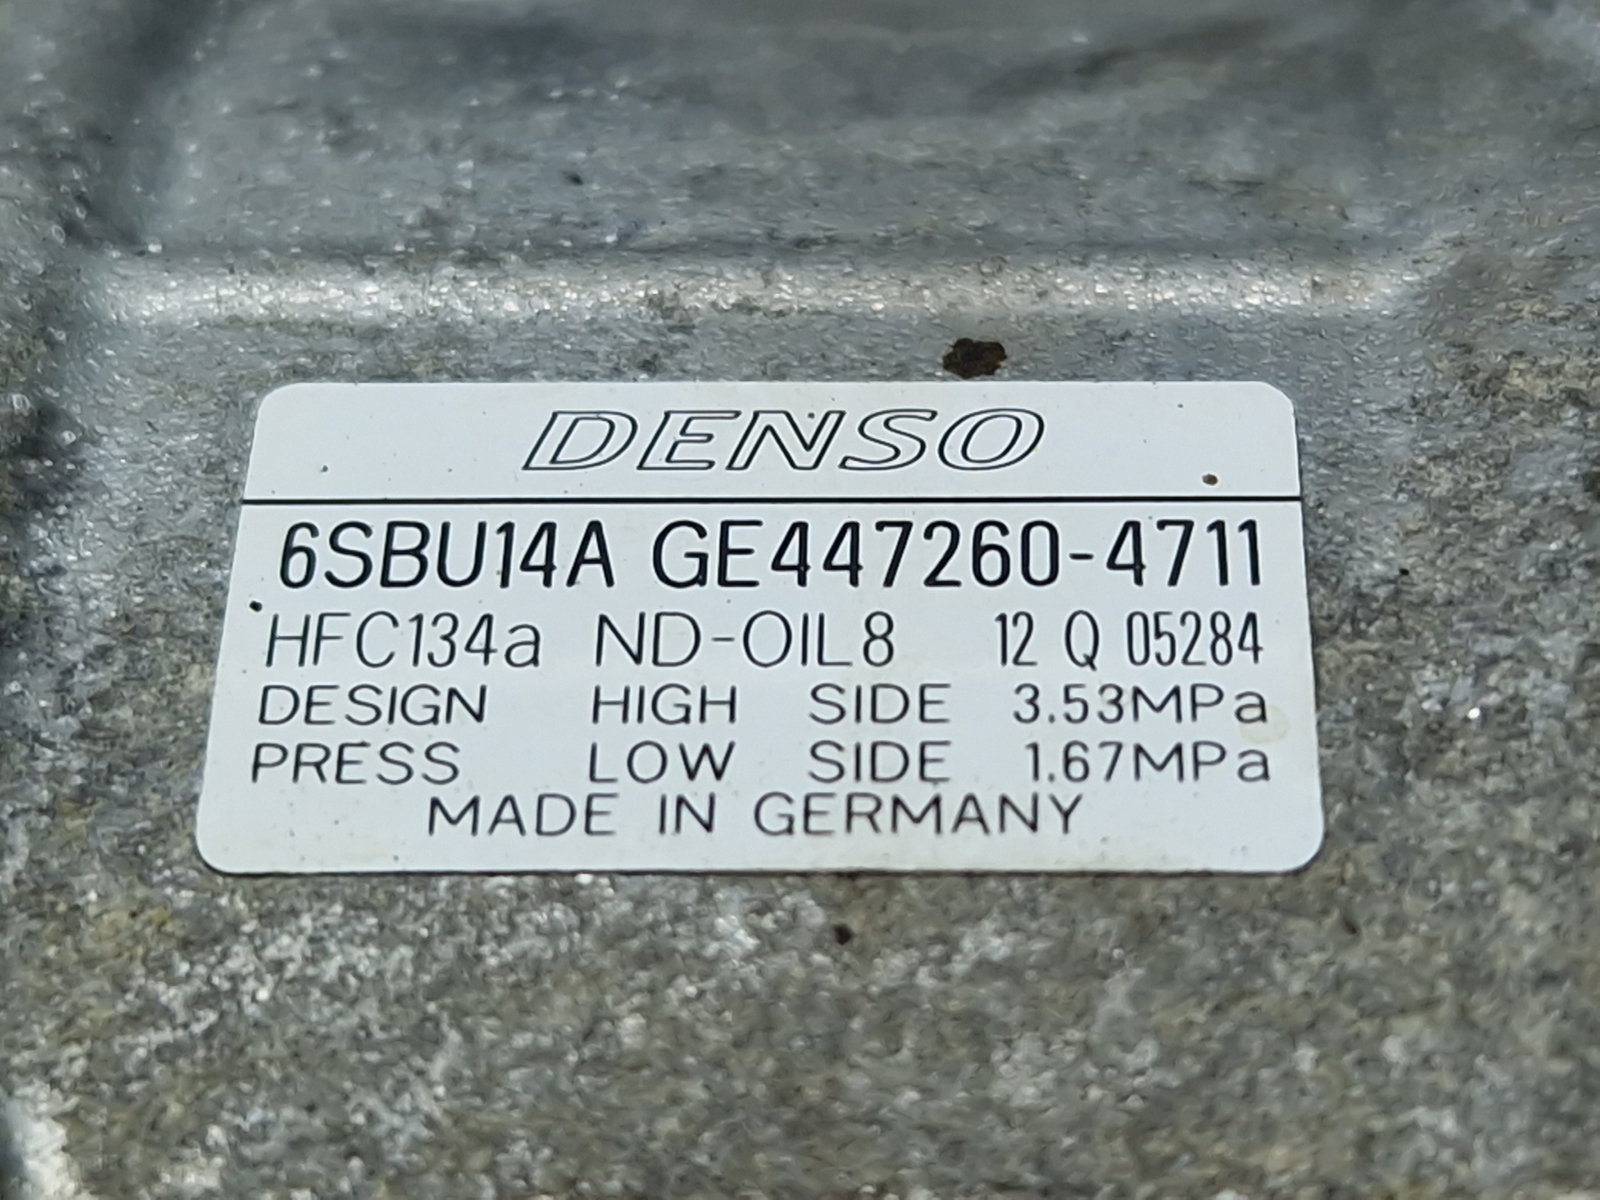 DENSO
6SBU14A GE447260-4711
HFC134a ND-OIL8 12 Q 05284
DESIGN HIGH SIDE 3.53MPa
PRESS LOW SIDE 1.67MPa
MADE IN GERMANY